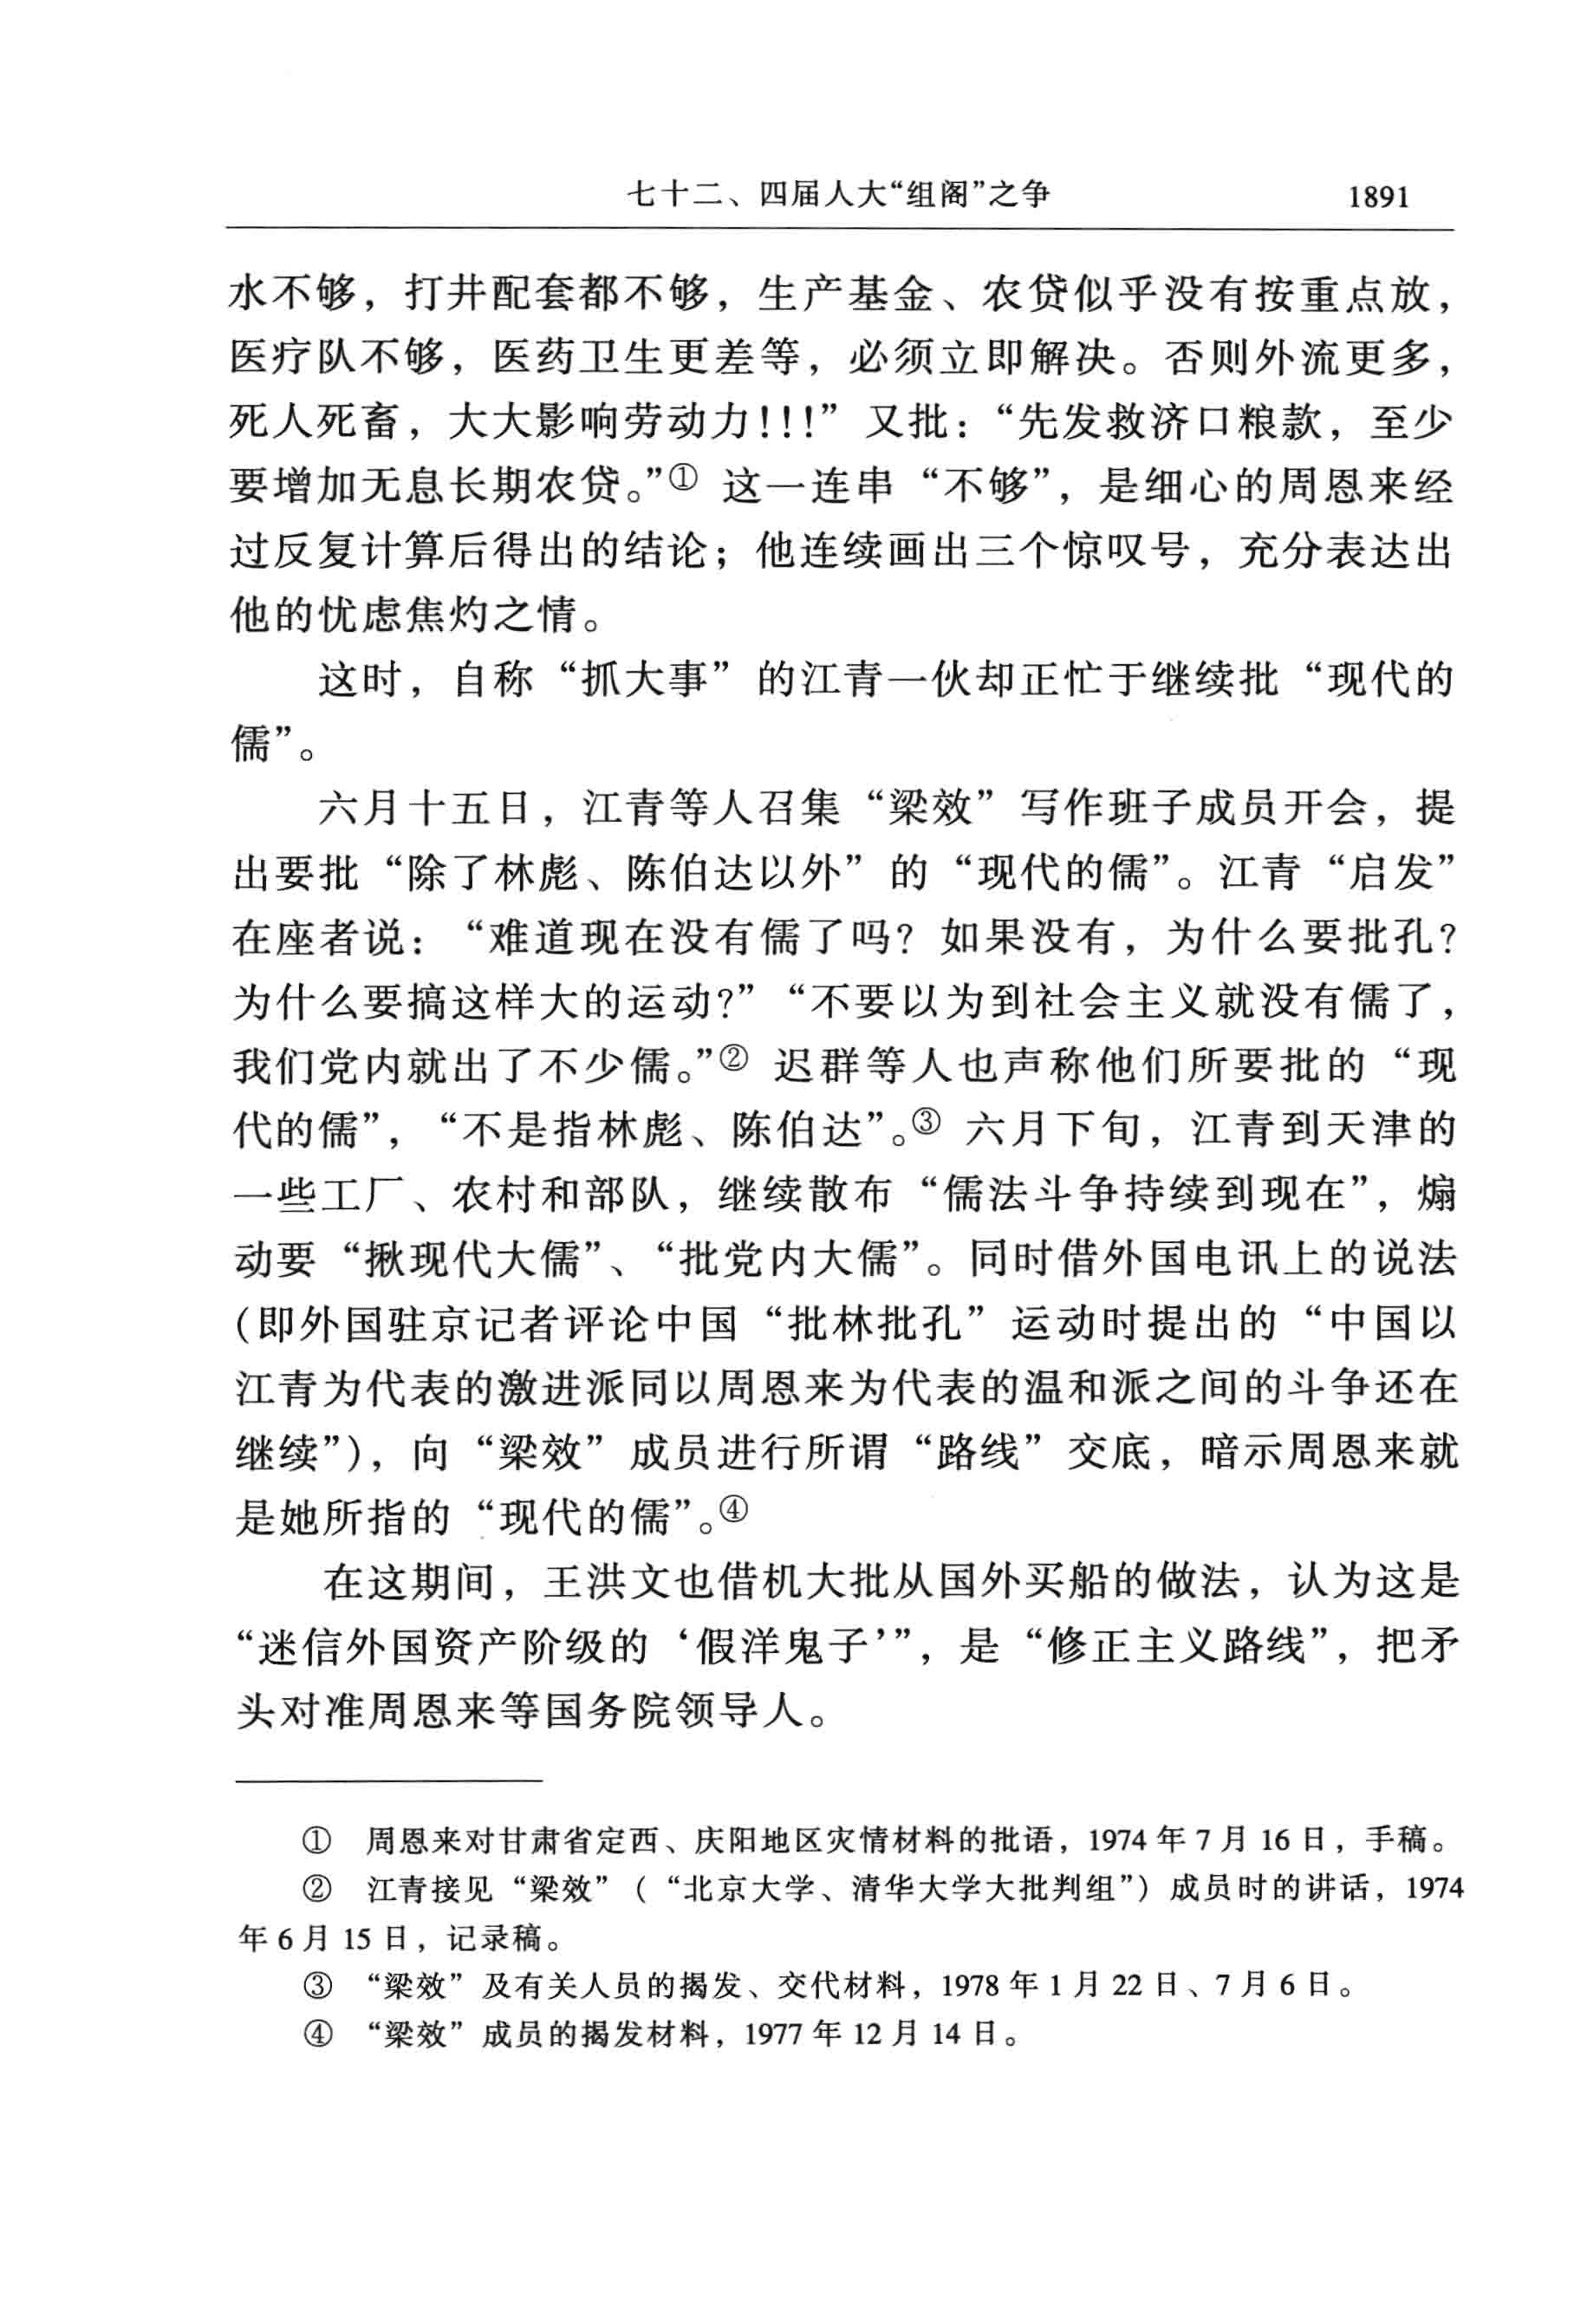 七十二、四届人大“组阁”之争 1891
水不够，打井配套都不够，生产基金、农贷似乎没有按重点放，
医疗队不够，医药卫生更差等，必须立即解决。否则外流更多，
死人死畜，大大影响劳动力!!!” 又批：“先发救济口粮款，至少
要增加无息长期农贷。”① 这一连串“不够”，是细心的周恩来经
过反复计算后得出的结论；他连续画出三个惊叹号，充分表达出
他的忧虑焦灼之情。
这时，自称“抓大事”的江青一伙却正忙于继续批“现代的
儒”。
六月十五日，江青等人召集“梁效”写作班子成员开会，提
出要批“除了林彪、陈伯达以外”的“现代的儒”。江青“启发”
在座者说：“难道现在没有儒了吗？如果没有，为什么要批孔？
为什么要搞这样大的运动？”“不要以为到社会主义就没有儒了，
我们党内就出了不少儒。”② 迟群等人也声称他们所要批的“现
代的儒”，“不是指林彪、陈伯达”。③ 六月下旬，江青到天津的
一些工厂、农村和部队，继续散布“儒法斗争持续到现在”，煽
动要“揪现代大儒”、“批党内大儒”。同时借外国电讯上的说法
(即外国驻京记者评论中国“批林批孔”运动时提出的“中国以
江青为代表的激进派同以周恩来为代表的温和派之间的斗争还在
继续”)，向“梁效”成员进行所谓“路线”交底，暗示周恩来就
是她所指的“现代的儒”。④
在这期间，王洪文也借机大批从国外买船的做法，认为这是
“迷信外国资产阶级的‘假洋鬼子’”，是“修正主义路线”，把矛
头对准周恩来等国务院领导人。
① 周恩来对甘肃省定西、庆阳地区灾情材料的批语，1974 年 7 月 16 日，手稿。
② 江青接见“梁效”（“北京大学、清华大学大批判组”）成员时的讲话，1974
年 6 月 15 日，记录稿。
③ “梁效”及有关人员的揭发、交代材料，1978 年 1 月 22 日、7 月 6 日。
④ “梁效”成员的揭发材料，1977 年 12 月 14 日。